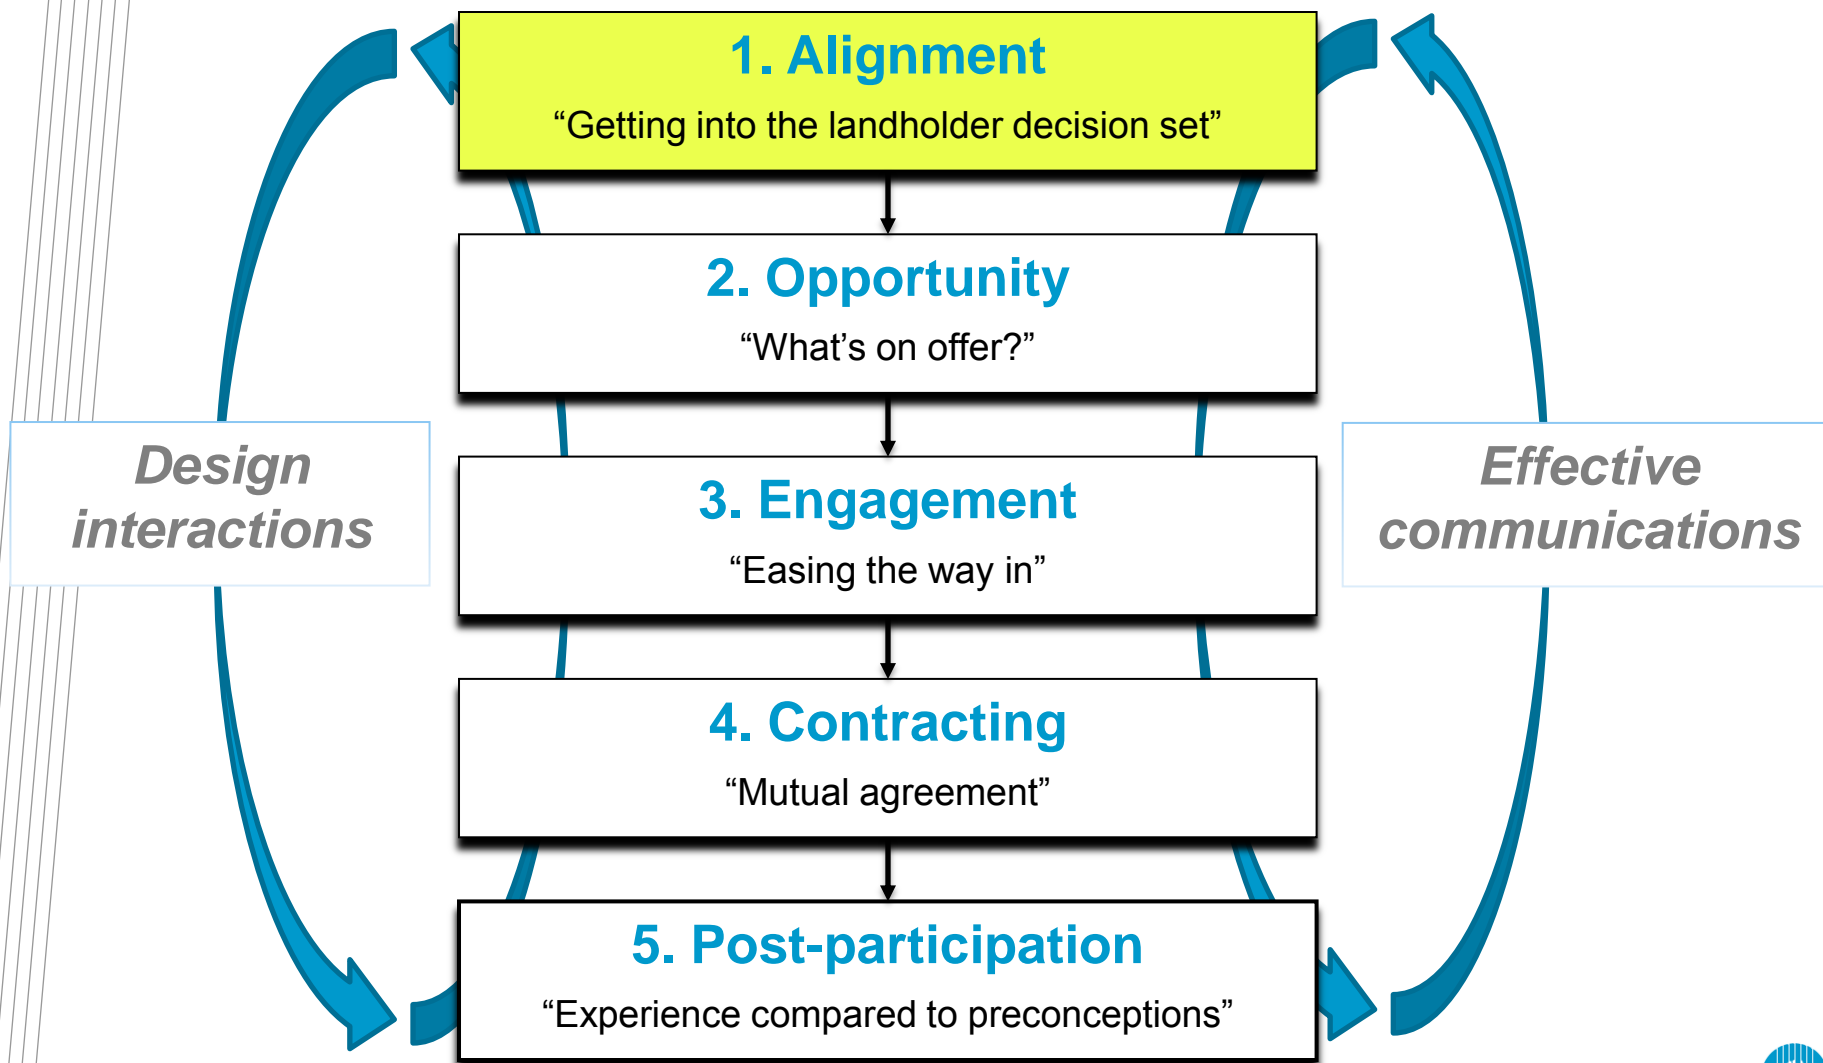 1. Alignment
“Getting into the landholder decision set”
2. Opportunity
“What’s on offer?”
Design
interactions
Effective
communications
3. Engagement
“Easing the way in”
4. Contracting
“Mutual agreement”
5. Post-participation
“Experience compared to preconceptions”